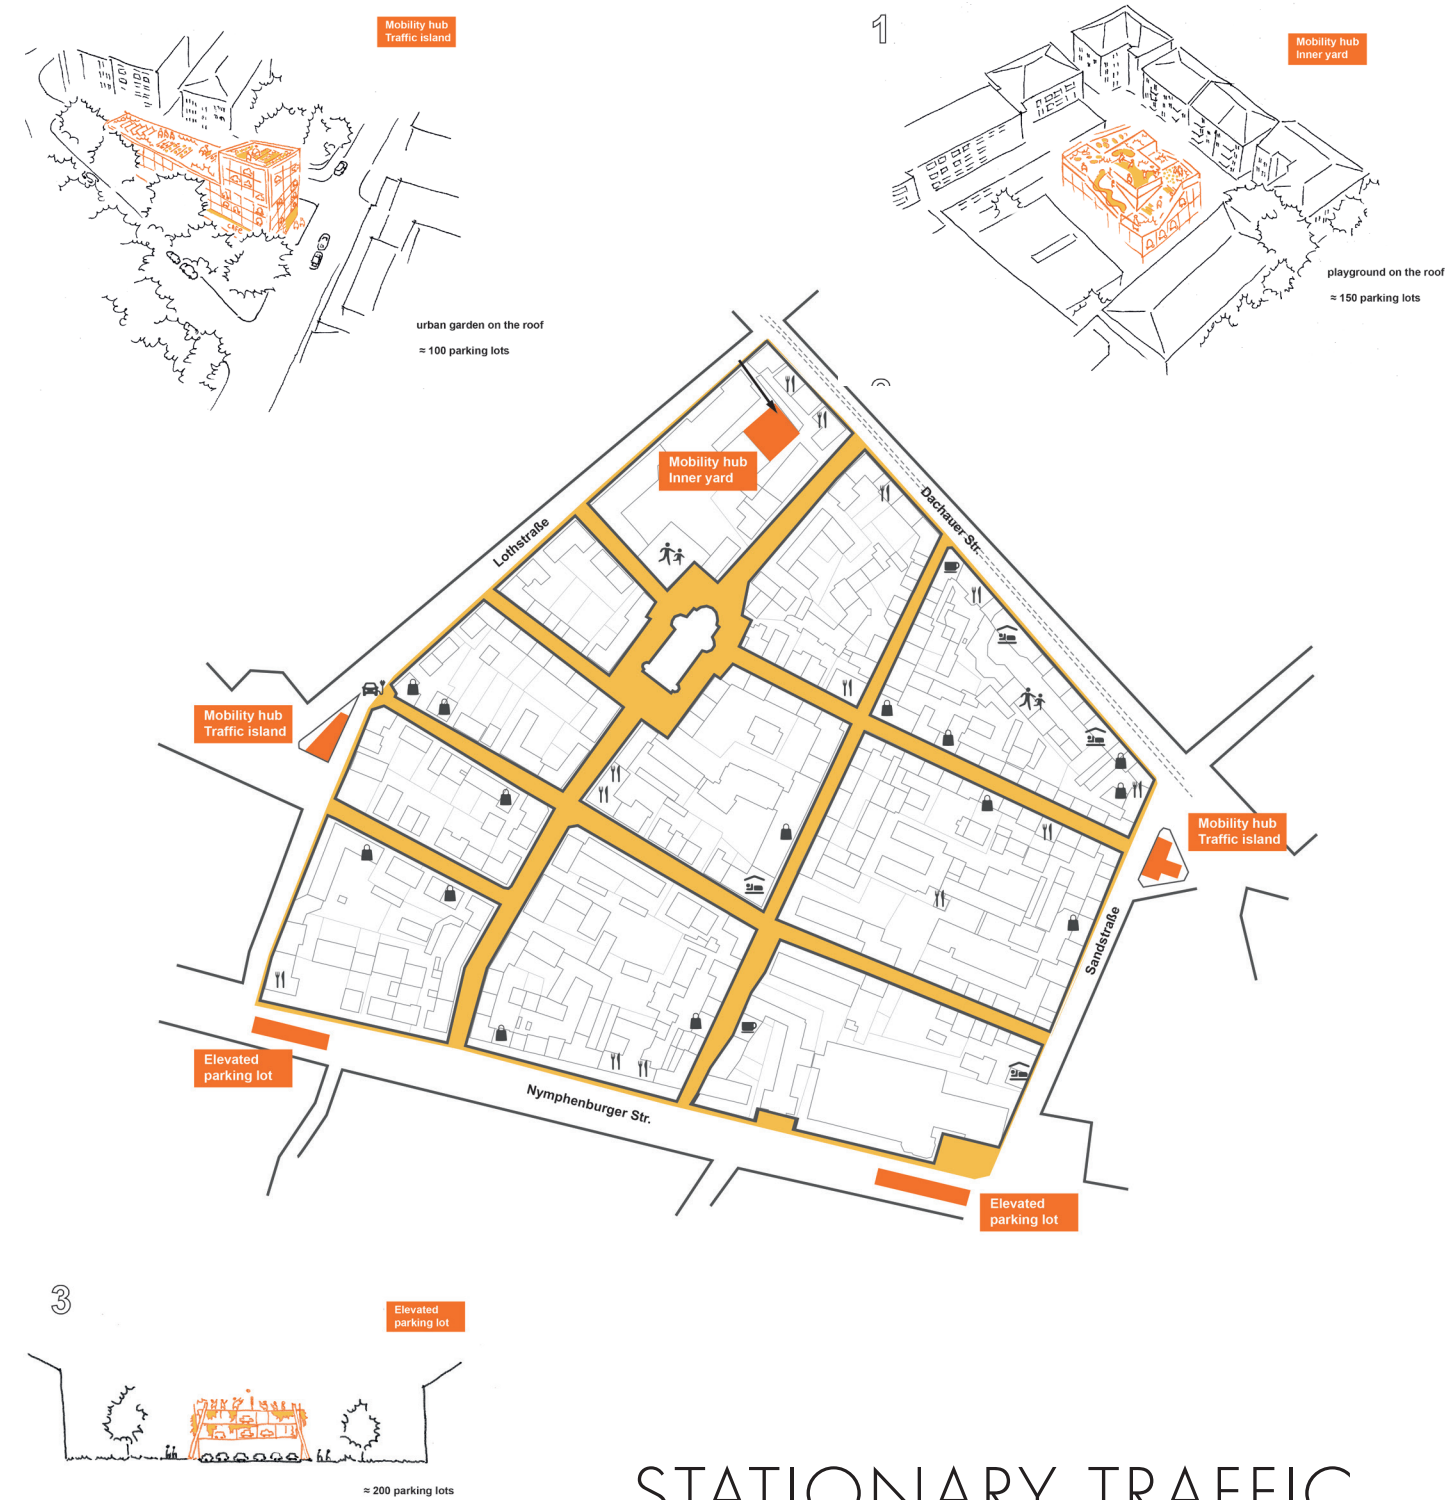 Mobility hub
Traffic island
1
Mobility hub
Inner yard
playground on the roof
≈ 150 parking lots
urban garden on the roof
≈ 100 parking lots
Mobility hub
Inner yard
Dachauer Str.
Lothstraße
Mobility hub
Traffic island
Mobility hub
Traffic island
Sandstraße
Elevated
parking lot
Nymphenburger Str.
Elevated
parking lot
3
Elevated
parking lot
≈ 200 parking lots
STATIONARY TRAFFIC